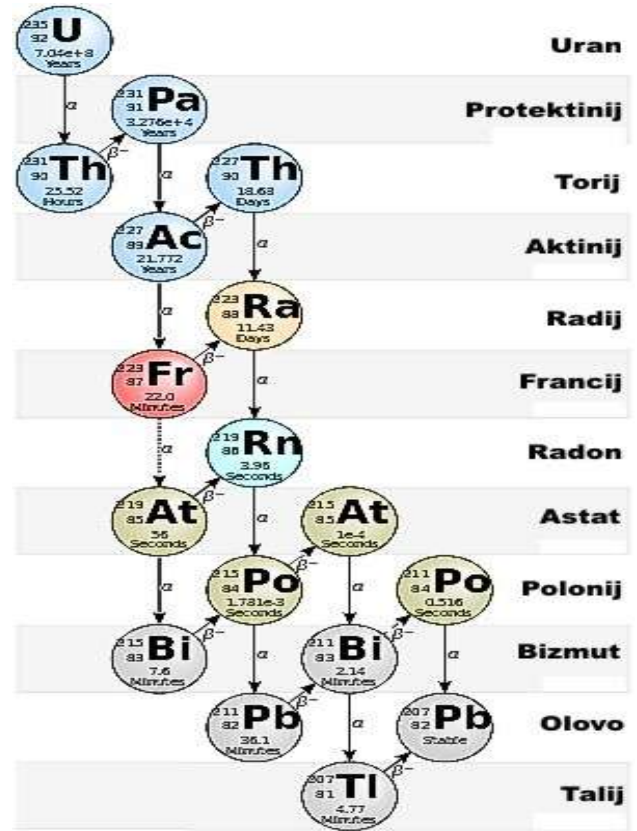 235
92 U
7.04e+8
Years
Uran
α
231
91 Pa
3.276e+4
Years
Protektinij
β−
231
90 Th
25.52
Hours
α
227
90 Th
18.68
Days
Torij
β−
227
89 Ac
21.772
Years
α
Aktinij
α
223
88 Ra
11.43
Days
Radij
β−
223
87 Fr
22.0
Minutes
α
Francij
α
219
86 Rn
3.96
Seconds
Radon
β−
219
85 At
56
Seconds
α
215
85 At
1e-4
Seconds
Astat
β−
α
215
84 Po
1.781e-3
Seconds
α
211
84 Po
0.516
Seconds
Polonij
β−
β−
215
83 Bi
7.6
Minutes
α
211
83 Bi
2.14
Minutes
α
Bizmut
β−
211
82 Pb
36.1
Minutes
α
207
82 Pb
Stable
Olovo
β−
207
81 Tl
4.77
Minutes
Talij